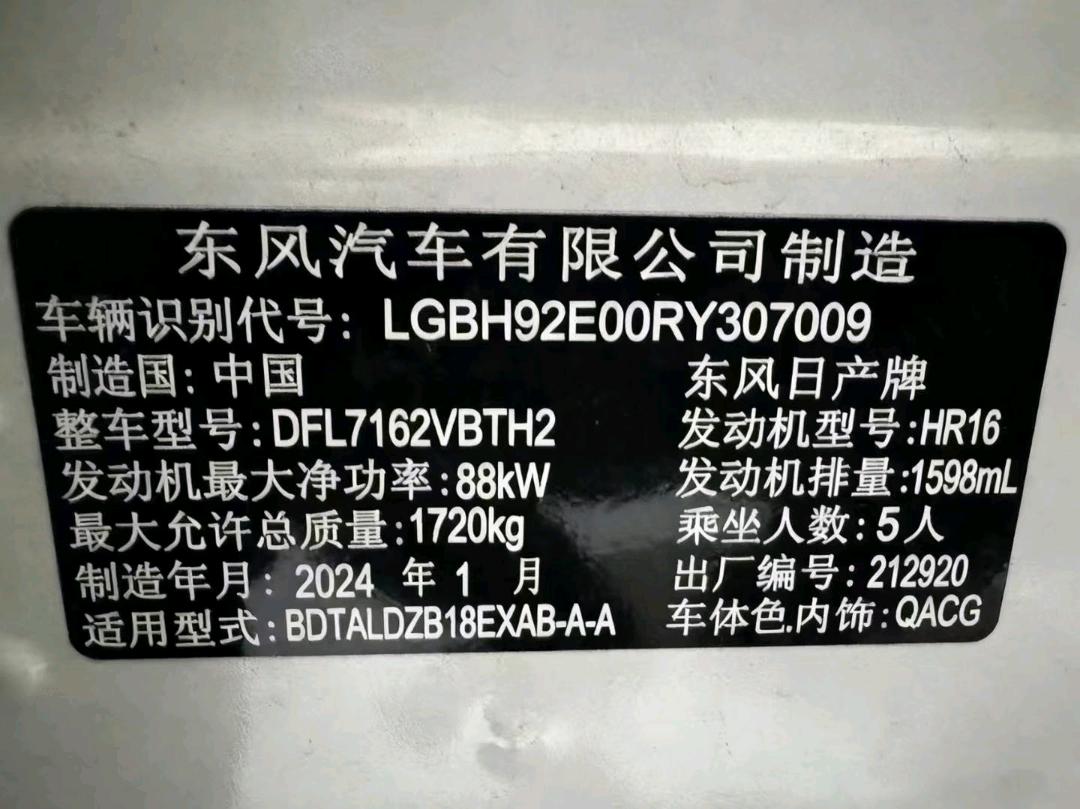 东风汽车有限公司制造
车辆识别代号: LGBH92E00RY307009
制造国: 中国 东风日产牌
整车型号:DFL7162VBTH2 发动机型号:HR16
发动机最大净功率:88kW 发动机排量:1598mL
最大允许总质量:1720kg 乘坐人数:5人
制造年月: 2024 年 1 月 出厂编号: 212920
适用型式:BDTALDZB18EXAB-A-A 车体色.内饰:QACG